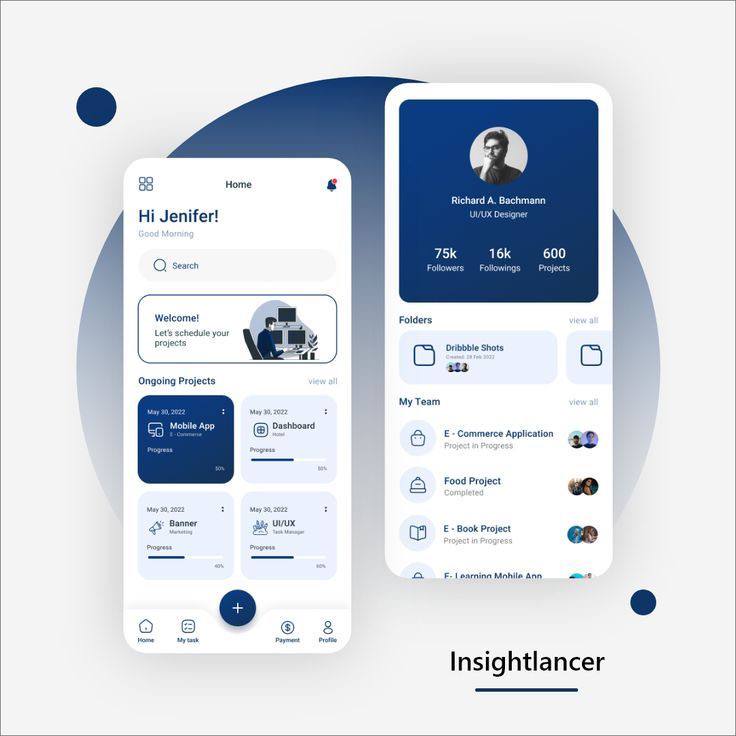 Home
Hi Jenifer!
Good Morning
Search
Welcome!
Let's schedule your
projects
Ongoing Projects
view all
May 30, 2022
Mobile App
E - Commerce
Progress
50%
May 30, 2022
Dashboard
Hotel
Progress
50%
May 30, 2022
Banner
Marketing
Progress
40%
May 30, 2022
UI/UX
Task Manager
Progress
60%
Home
My task
+
Payment
Profile
Richard A. Bachmann
UI/UX Designer
75k
Followers
16k
Followings
600
Projects
Folders
view all
Dribbble Shots
Created: 28 Feb 2022
My Team
view all
E - Commerce Application
Project in Progress
Food Project
Completed
E - Book Project
Project in Progress
E- Learning Mobile App
Insightlancer